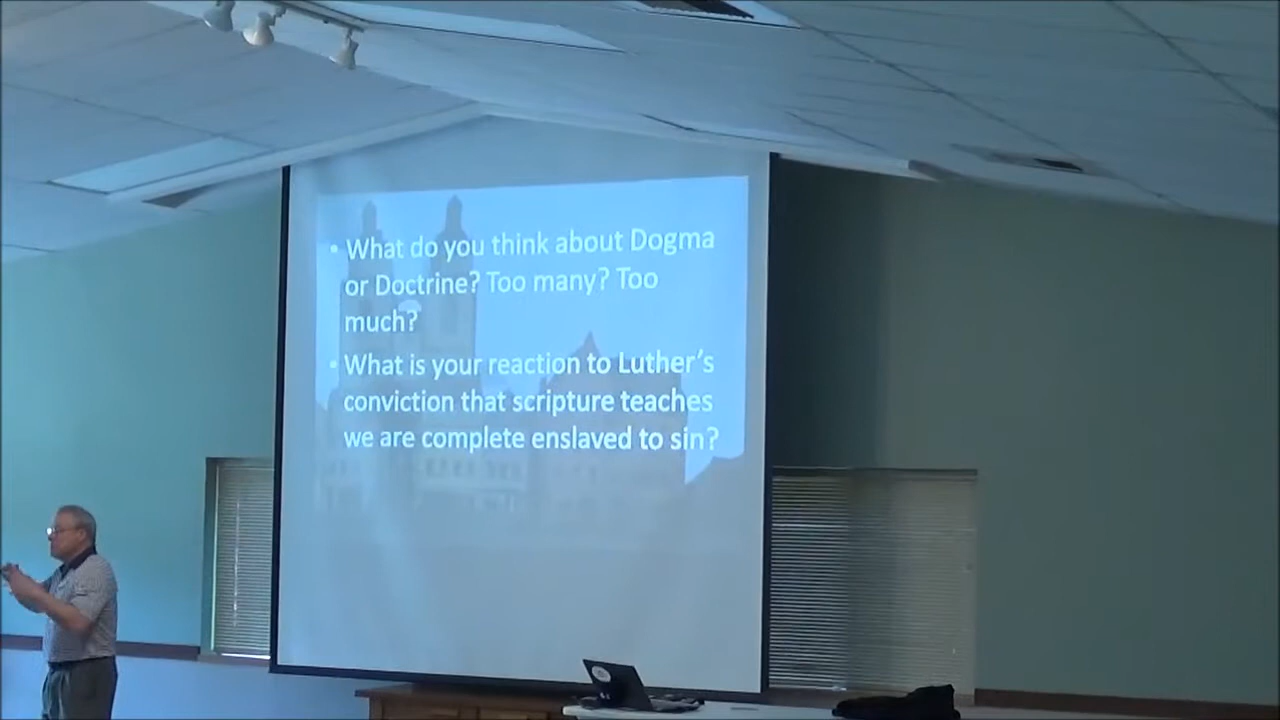 • What do you think about Dogma
or Doctrine? Too many? Too
much?
• What is your reaction to Luther's
conviction that scripture teaches
we are complete enslaved to sin?